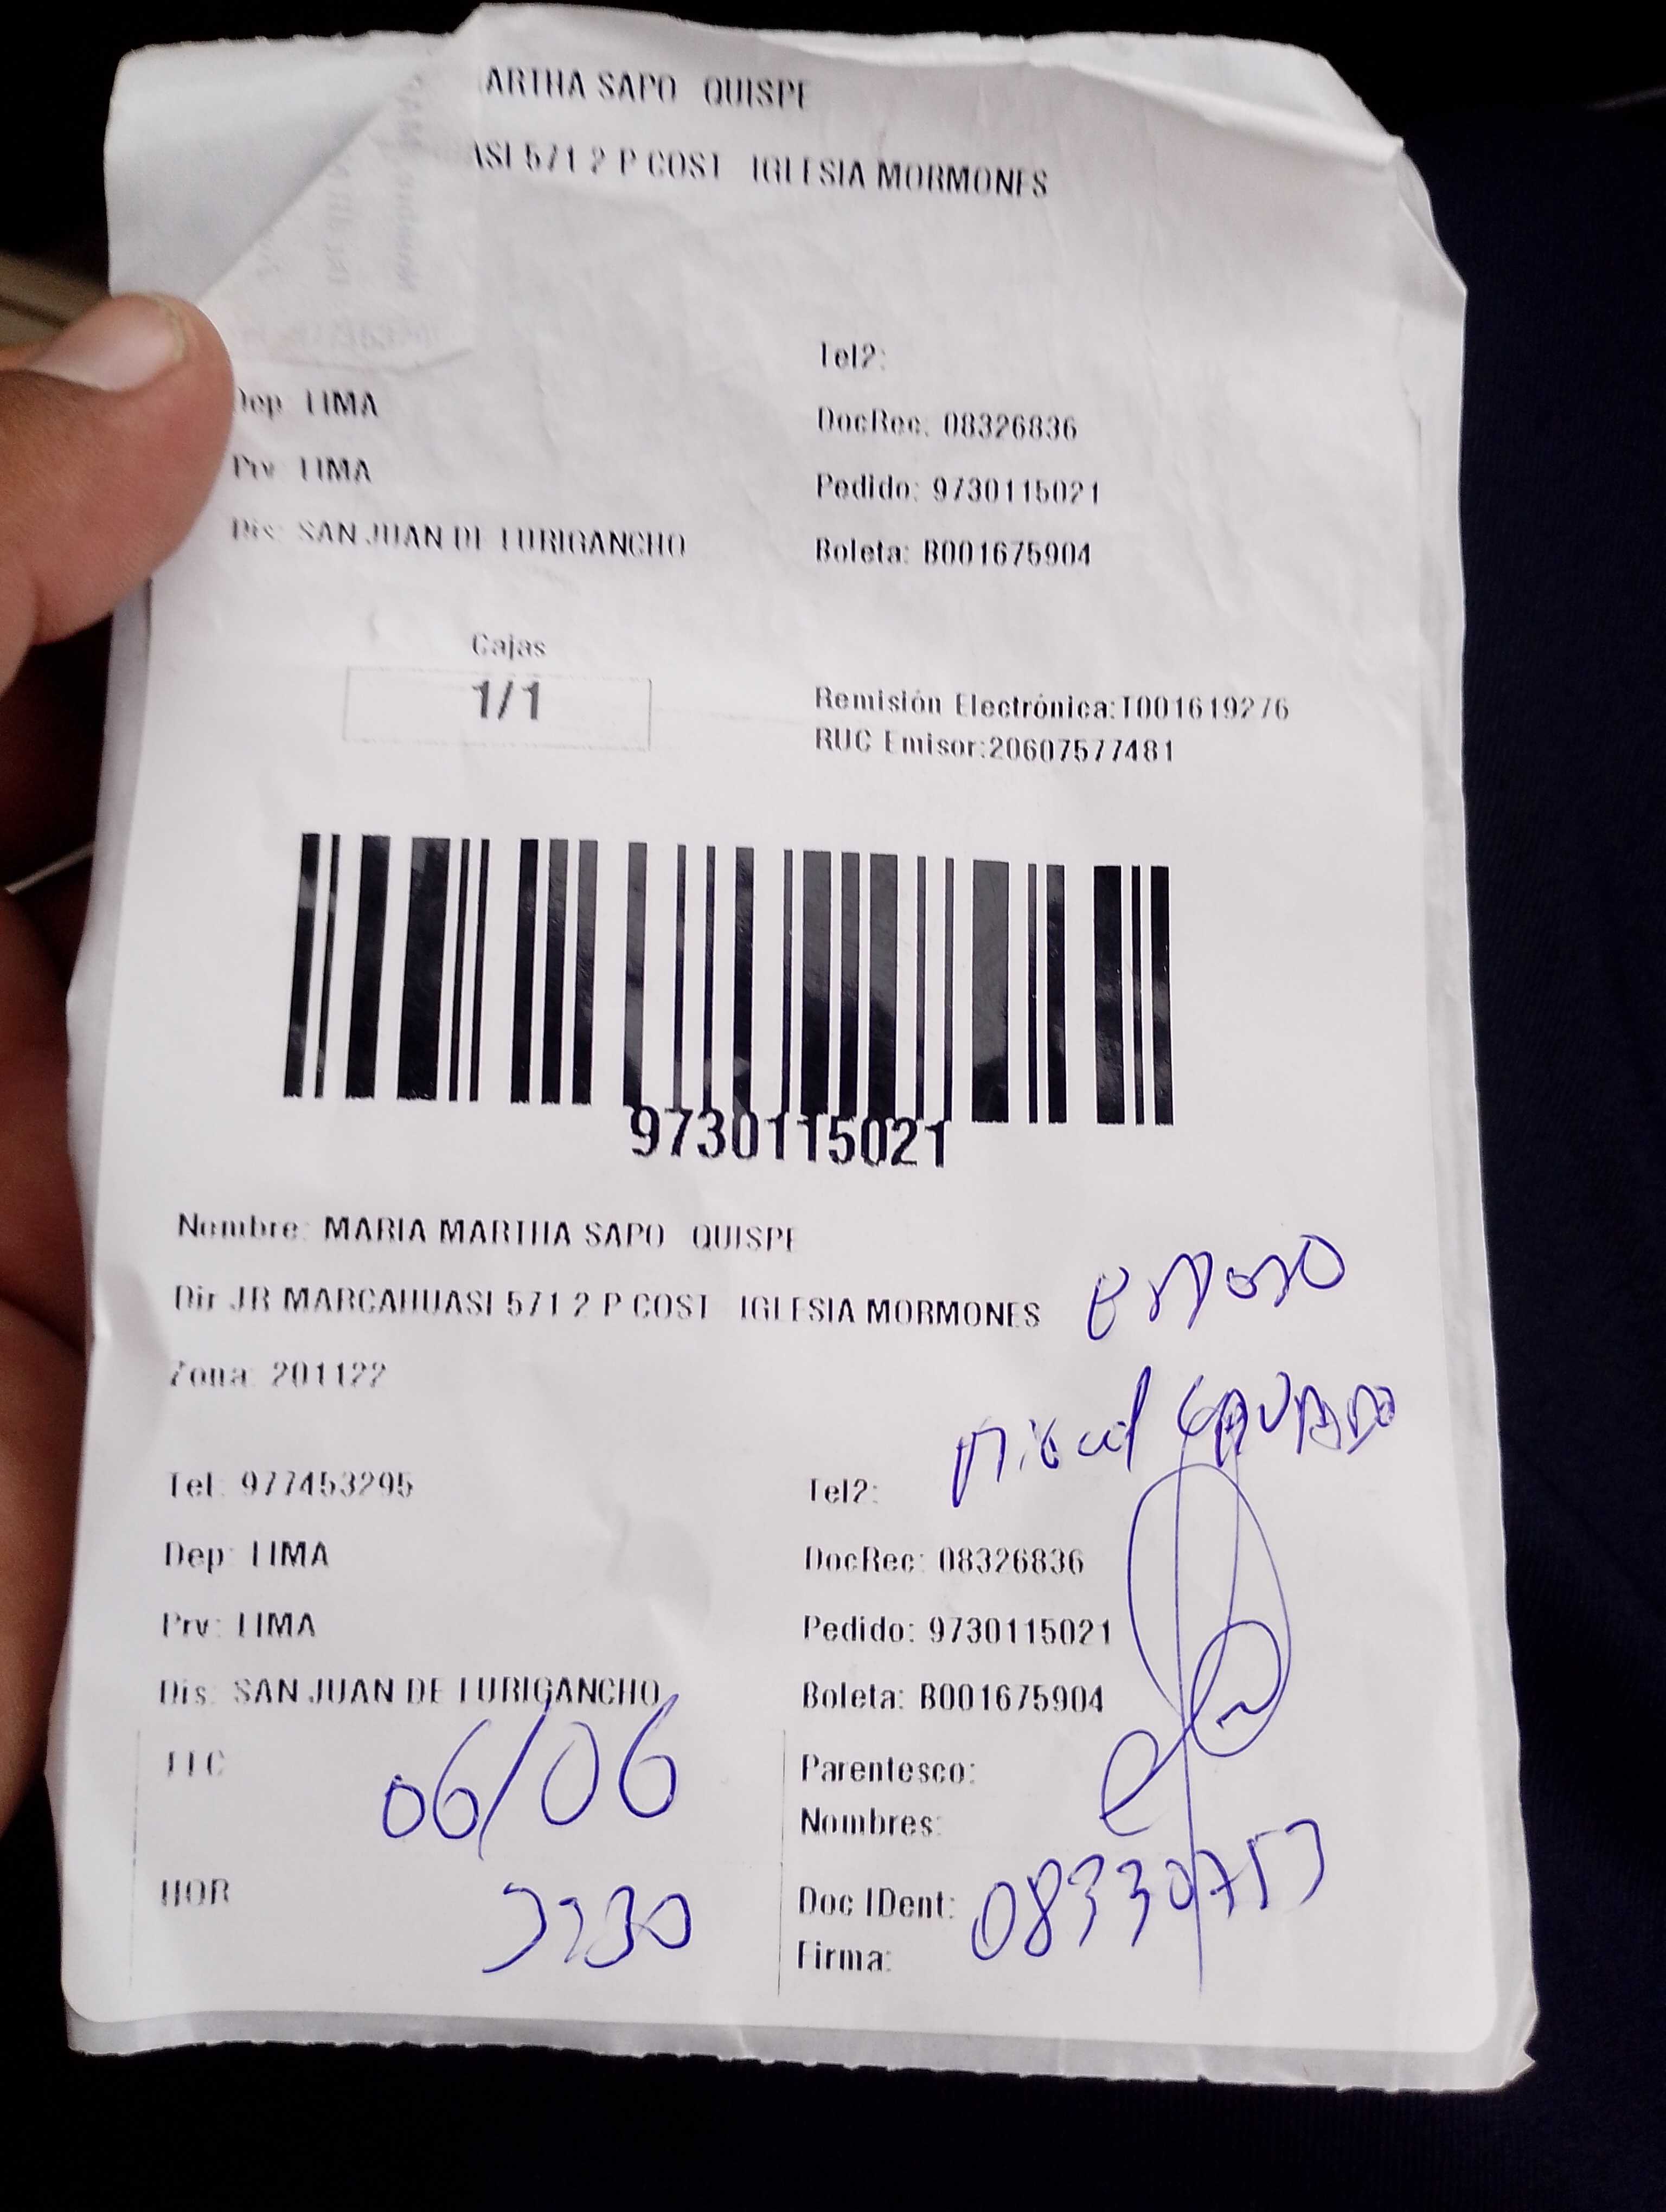 ARTHA SAPO QUISPE
ASI 571 2 P COST IGLESIA MORMONES
Tel2:
Dep: LIMA
DocRec: 08326836
Prv: LIMA
Pedido: 9730115021
Dis: SAN JUAN DE LURIGANCHO
Boleta: B001675904
Cajas
1/1
Remisión Electrónica:T001619276
RUC Emisor:20607577481
9730115021
Nombre: MARIA MARTHA SAPO QUISPE
Dir JR MARCAHUASI 571 2 P COST IGLESIA MORMONES
Zona: 201122
Tel: 977453295
Tel2:
Dep: LIMA
DocRec: 08326836
Prv: LIMA
Pedido: 9730115021
Dis: SAN JUAN DE LURIGANCHO
Boleta: B001675904
06/06
Parentesco:
Nombres:
HOR
Doc IDent: 08330753
Firma: